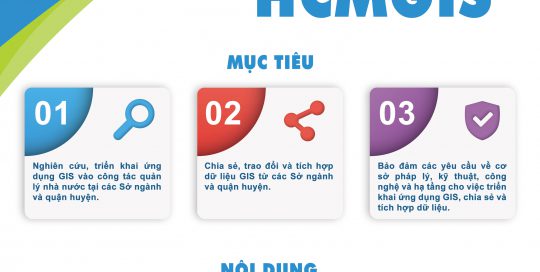 HCMGIS
MỤC TIÊU
01
Nghiên cứu, triển khai ứng
dụng GIS vào công tác quản
lý nhà nước tại các Sở ngành
và quận huyện.
02
Chia sẻ, trao đổi và tích hợp
dữ liệu GIS từ các Sở ngành
và quận huyện.
03
Bảo đảm các yêu cầu về cơ
sở pháp lý, kỹ thuật, công
nghệ và hạ tầng cho việc triển
khai ứng dụng GIS, chia sẻ và
tích hợp dữ liệu.
NỘI DUNG